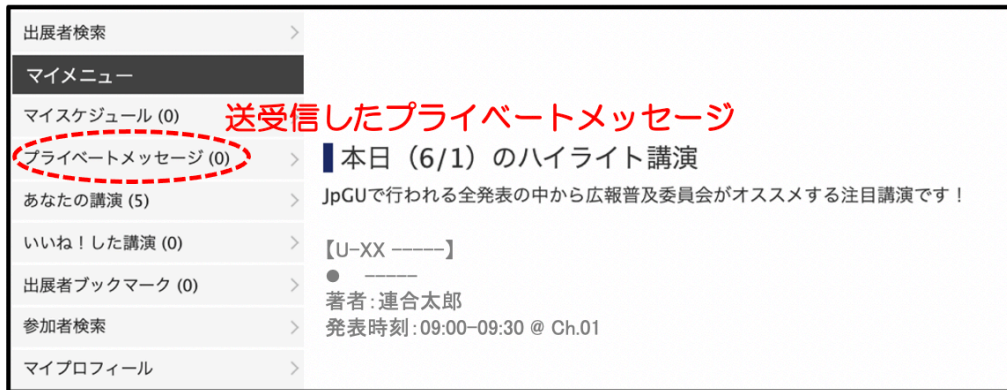 出展者検索
マイメニュー
マイスケジュール (0)
送受信したプライベートメッセージ
プライベートメッセージ (0)
あなたの講演 (5)
いいね！した講演 (0)
出展者ブックマーク (0)
参加者検索
マイプロフィール
本日（6/1）のハイライト講演
JpGUで行われる全発表の中から広報普及委員会がオススメする注目講演です！
【U-XX -----】
● -----
著者：連合太郎
発表時刻：09:00-09:30 @ Ch.01